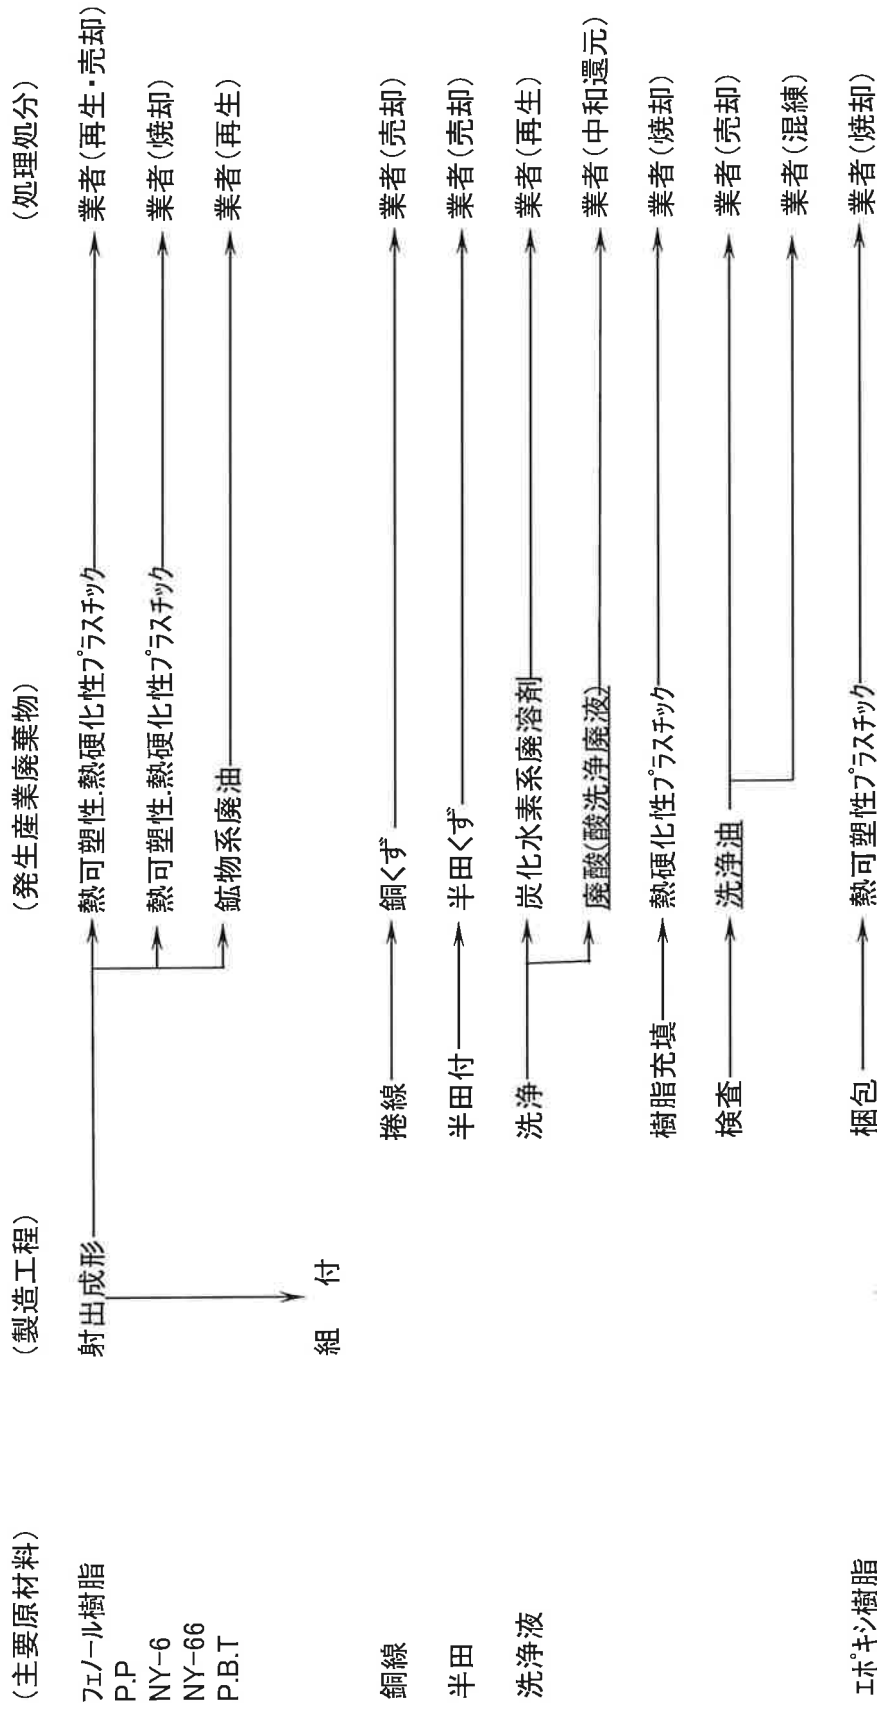 (主要原材料) (製造工程) (発生産業廃棄物) (処理処分)
フェノール樹脂 射出成形 熱可塑性.熱硬化性プラスチック 業者(再生・売却)
P.P
NY-6 熱可塑性.熱硬化性プラスチック 業者(焼却)
NY-66
P.B.T 鉱物系廃油 業者(再生)
組 付
銅線 捲線 銅くず 業者(売却)
半田 半田付 半田くず 業者(売却)
洗浄液 洗浄 炭化水素系廃溶剤 業者(再生)
廃酸(酸洗浄廃液) 業者(中和還元)
樹脂充填 熱硬化性プラスチック 業者(焼却)
検査 洗浄油 業者(売却)
業者(混練)
エポキシ樹脂 梱包 熱可塑性プラスチック 業者(焼却)